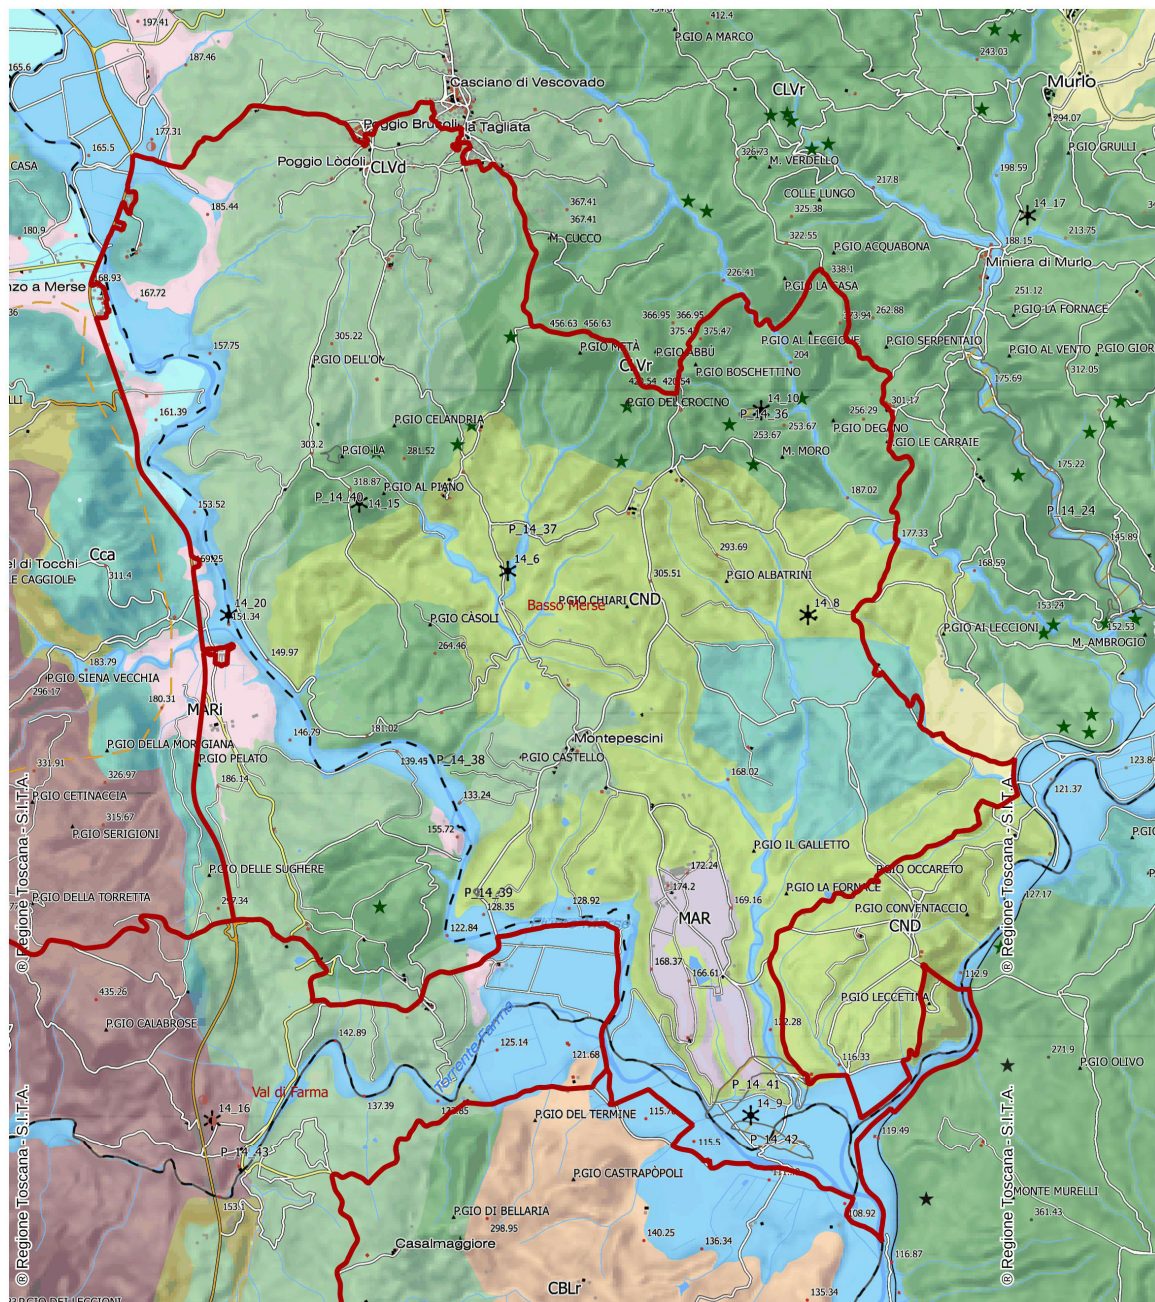 197.41
412.4
P.GIO A MARCO
243.03
187.46
165.6
Casciano di Vescovado
CLVr
Murlo
294.07
177.31
Poggio Brucoli
la Tagliata
165.5
CASA
Poggio Lòdoli
CLVd
326.73
M. VERDELLO
P.GIO GRULLI
198.59
217.8
COLLE LUNGO
325.38
185.44
367.41
367.41
14_17
180.9
M. CUCCO
322.55
P.GIO ACQUABONA
188.15
213.75
Miniera di Murlo
168.93
nzo a Merse
167.72
226.41
338.1
P.GIO LA CASA
251.12
P.GIO LA FORNACE
366.95
366.95
262.88
456.63
456.63
375.47
305.22
P.GIO AL LECCIONE
P.GIO SERPENTAIO
157.75
P.GIO METÀ
P.GIO ABBÙ
P.GIO AL VENTO
P.GIO GIOR
204
CLVr
P.GIO BOSCHETTINO
312.05
175.69
420.54
LLI
161.39
P.GIO DEL CROCINO
14_10
P_14_36
301.17
256.29
P.GIO CELANDRIA
253.67
253.67
P.GIO DEGANO
303.2
P.GIO LA
281.52
M. MORO
P.GIO LE CARRAIE
175.22
318.87
P.GIO AL PIANO
P_14_40
14_15
187.02
153.52
P_14_37
P_14_24
177.33
145.89
Cca
169.25
293.69
ei di Tocchi
E CAGGIOLE
311.4
14_6
305.51
P.GIO ALBATRINI
168.59
14_20
151.34
Basso Merse
P.GIO CHIARI
CND
14_8
153.24
P.GIO CÀSOLI
152.53
P.GIO AI LECCIONI
M. AMBROGIO
264.46
183.79
149.97
P.GIO SIENA VECCHIA
296.17
180.31
MARi
146.79
181.02
Montepescini
P.GIO DELLA MORIGIANA
P.GIO PELATO
139.45
P_14_38
P.GIO CASTELLO
331.91
326.97
186.14
168.02
123.84
121.37
P.GIO CETINACCIA
133.24
315.67
P.GIO SERIGIONI
155.72
P.GIO IL GALLETTO
P.GIO DELLE SUGHERE
172.24
P.GIO OCCARETO
174.2
P.GIO LA FORNACE
127.17
P.GIO DELLA TORRETTA
P_14_39
128.35
128.92
169.16
P.GIO CONVENTACCIO
MAR
CND
122.84
® Regione Toscana - S.I.T.A.
® Regione Toscana - S.I.T.A.
168.37
166.61
112.9
435.26
P.GIO LECCETINA
P.GIO CALABROSE
142.89
125.14
121.68
116.33
271.9
P.GIO OLIVO
Torrente Farma
Val di Farma
137.39
P_14_41
14_16
P.GIO DEL TERMINE
14_9
119.49
P_14_43
115.5
P_14_42
P.GIO CASTRAPÒPOLI
MONTE MURELLI
153.1
P.GIO DI BELLARIA
298.95
108.92
361.43
Casalmaggiore
140.25
136.34
116.87
CBLr
135.34
® Regione Toscana - S.I.T.A.
® Regione Toscana - S.I.T.A.